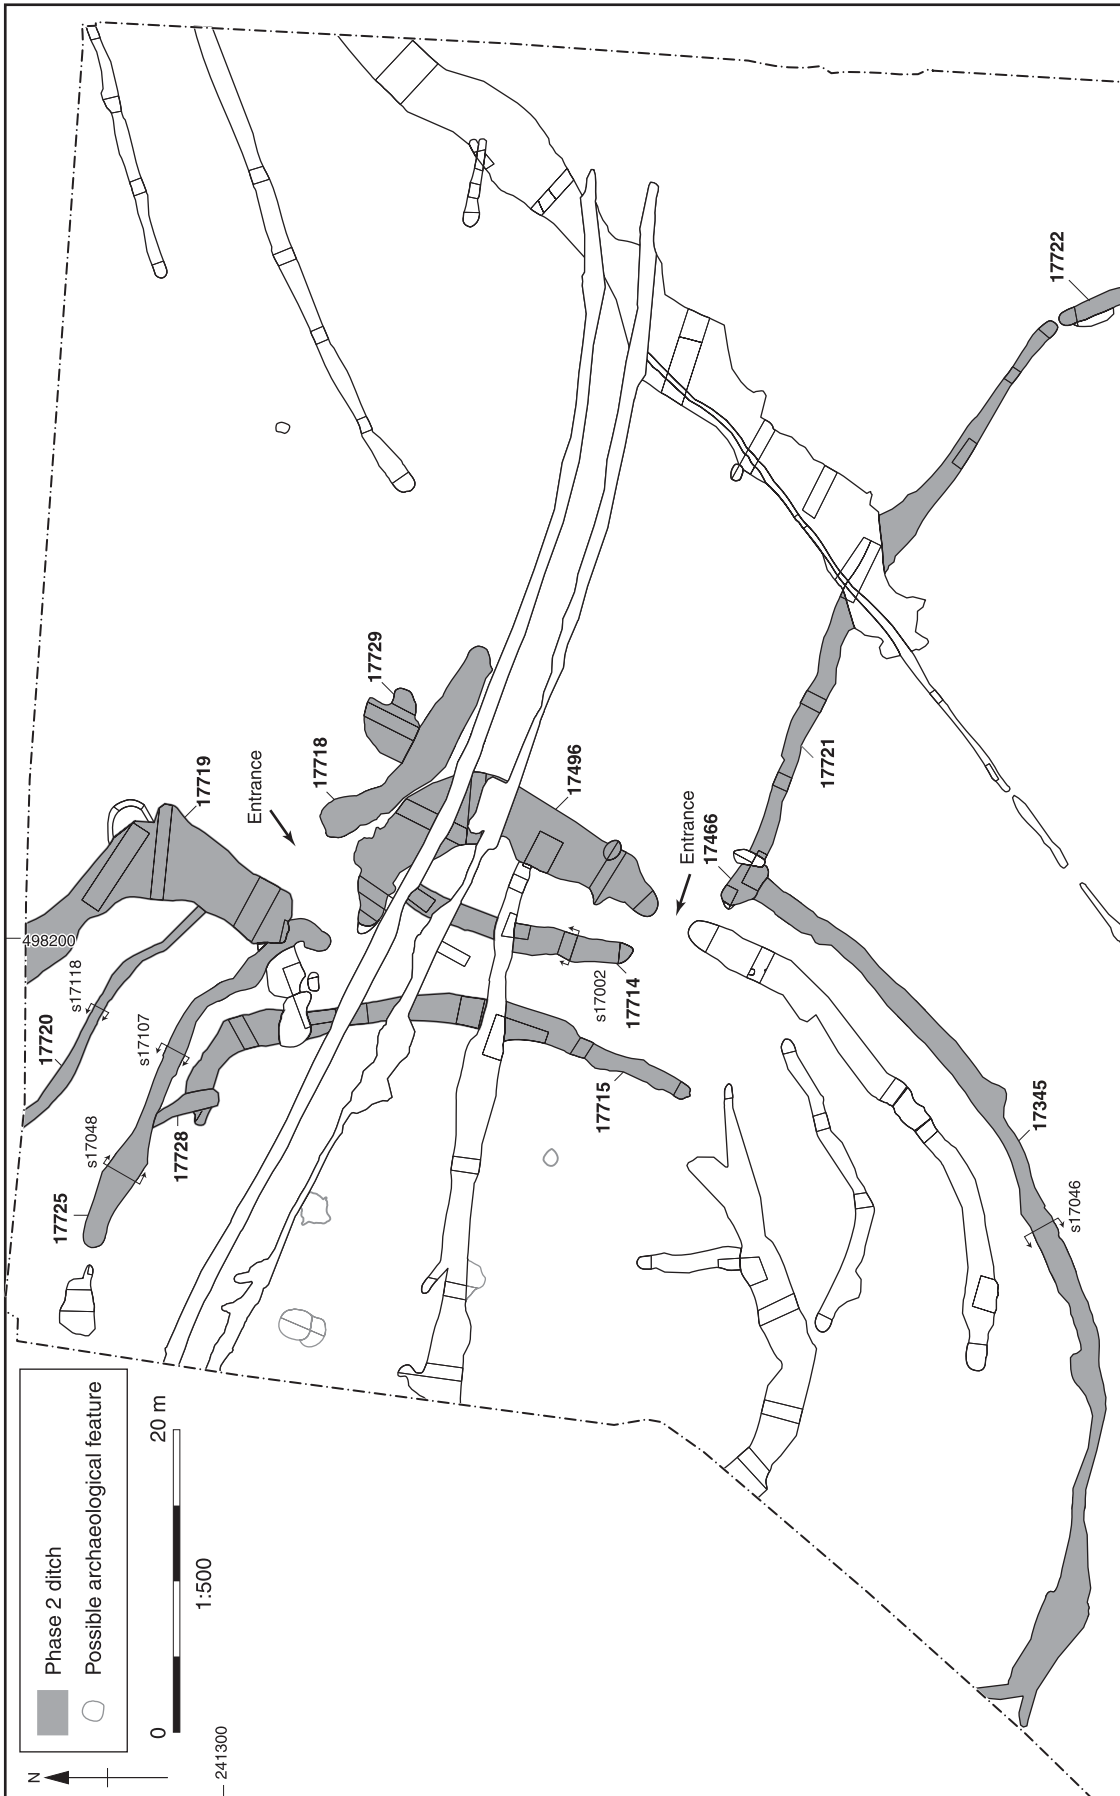 17722
17729
17719
17718
Entrance
17496
17721
Entrance
17466
498200
s17118
17720
s17107
s17002
17714
17715
17345
s17048
17728
17725
s17046
Phase 2 ditch
Possible archaeological feature
0
20 m
1:500
N
241300